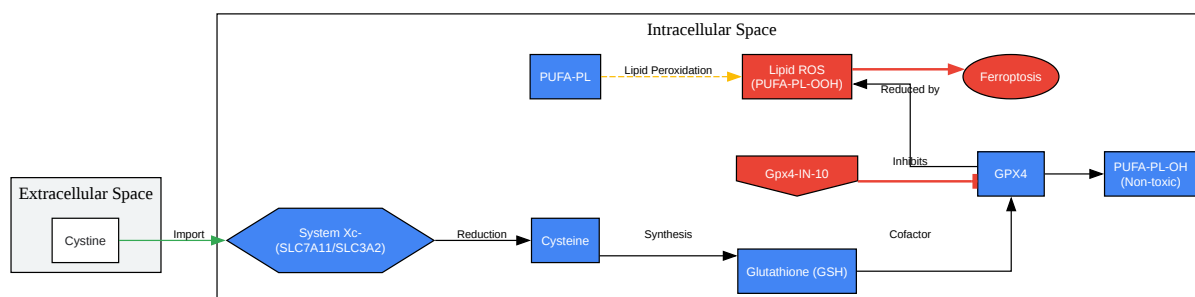 Intracellular Space
PUFA-PL
Lipid Peroxidation
Lipid ROS
(PUFA-PL-OOH)
Ferroptosis
Reduced by
Gpx4-IN-10
Inhibits
GPX4
PUFA-PL-OH
(Non-toxic)
Extracellular Space
Cystine
Import
System Xc-
(SLC7A11/SLC3A2)
Reduction
Cysteine
Synthesis
Glutathione (GSH)
Cofactor